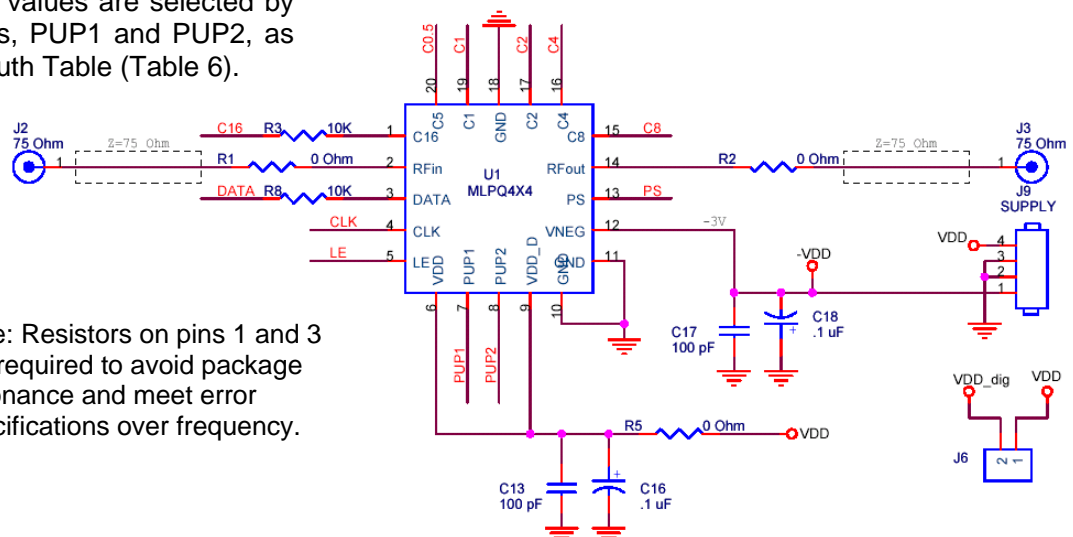 values are selected by
s, PUP1 and PUP2, as
uth Table (Table 6).
C0.5
C1
C2
C4
20
19
18
17
16
C5
C1
GND
C2
C4
J2
75 Ohm
1
Z=75 Ohm
C16
R3
10K
1
C16
R1
0 Ohm
2
RFin
DATA
R8
10K
3
DATA
CLK
4
CLK
LE
5
LE
U1
MLPQ4X4
C8
15
C8
RFout
14
R2
0 Ohm
Z=75 Ohm
J3
75 Ohm
1
PS
13
PS
VNEG
12
-3V
GND
11
VDD
PUP1
PUP2
VDD_D
GND
6
7
8
9
10
PUP1
PUP2
J9
SUPPLY
VDD
4
3
2
1
-VDD
C17
100 pF
C18
.1 uF
+
e: Resistors on pins 1 and 3
required to avoid package
onance and meet error
cifications over frequency.
R5
0 Ohm
VDD
C13
100 pF
+
C16
.1 uF
VDD_dig
VDD
J6
2
1